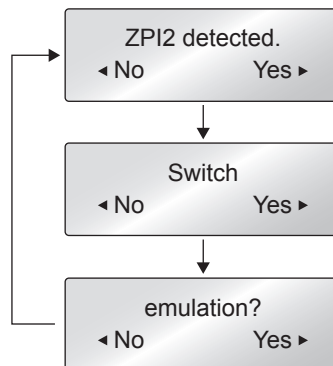 ZPI2 detected.
◂ No Yes ▸
Switch
◂ No Yes ▸
emulation?
◂ No Yes ▸